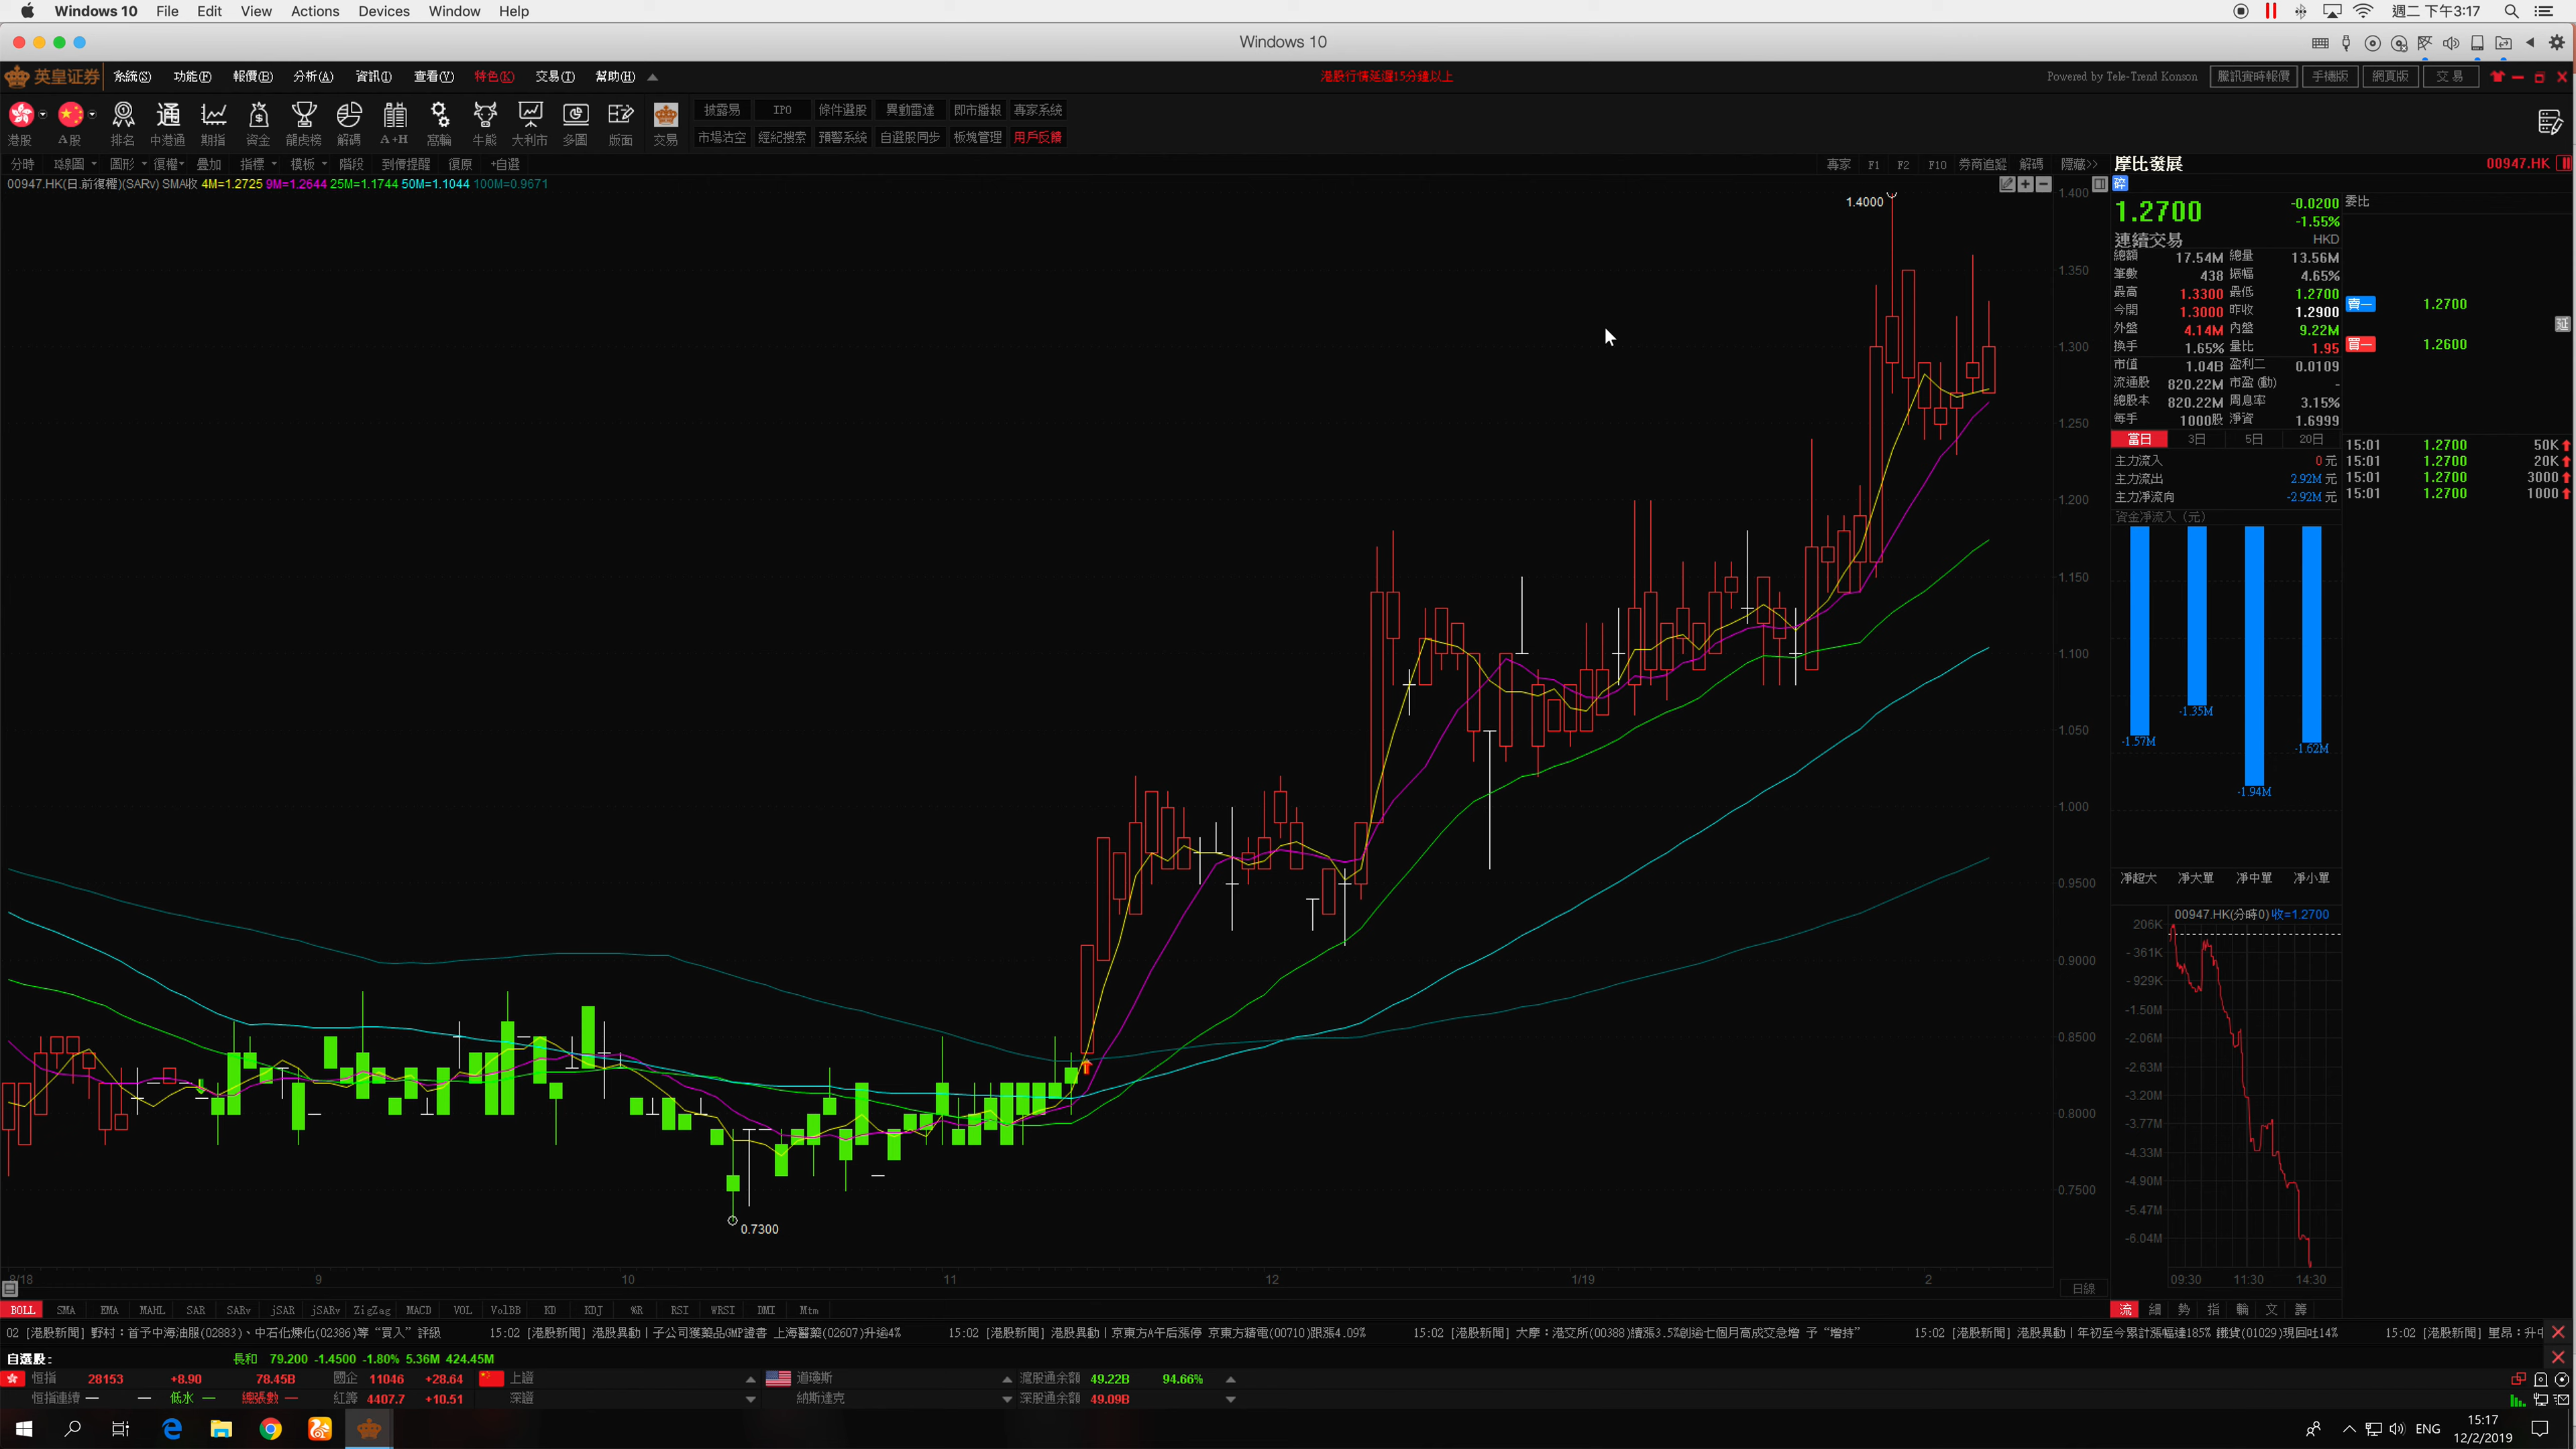 Windows 10 File Edit View Actions Devices Window Help 週二 下午3:17
Windows 10
英皇证券 系統(S) 功能(F) 報價(B) 分析(A) 資訊(I) 查看(V) 特色(K) 交易(T) 幫助(H) 港股行情延遲15分鐘以上 Powered by Tele-Trend Konson 騰訊實時報價 手機版 網頁版 交易
港股 A股 排名 中港通 期指 資金 龍虎榜 解碼 A+H 窩輪 牛熊 大利市 多圖 版面 交易
披露易 IPO 條件選股 異動雷達 即市播報 專家系統
市場沽空 經紀搜索 預警系統 自選股同步 板塊管理 用戶反饋
分時 K線圖 圖形 復權 疊加 指標 模板 階段 到價提醒 復原 +自選 專家 F1 F2 F10 券商追蹤 解碼 隱藏>>
摩比發展 00947.HK
00947.HK(日.前復權)(SARv) SMA收 4M=1.2725 9M=1.2644 25M=1.1744 50M=1.1044 100M=0.9671
1.400
1.350
1.300
1.250
1.200
1.150
1.100
1.050
1.000
0.9500
0.9000
0.8500
0.8000
0.7500
1.4000
0.7300
8/18 9 10 11 12 1/19 2 日線
碎
1.2700 -0.0200
-1.55%
連續交易 HKD
總額 17.54M 總量 13.56M
筆數 438 振幅 4.65%
最高 1.3300 最低 1.2700
今開 1.3000 昨收 1.2900
外盤 4.14M 內盤 9.22M
換手 1.65% 量比 1.95
市值 1.04B 盈利二 0.0109
流通股 820.22M 市盈(動) -
總股本 820.22M 周息率 3.15%
每手 1000股 淨資 1.6999
當日 3日 5日 20日
主力流入 0元
主力流出 2.92M元
主力凈流向 -2.92M元
資金凈流入（元）
-1.57M
-1.35M
-1.94M
-1.62M
凈超大 凈大單 凈中單 凈小單
委比
賣一 1.2700
延
買一 1.2600
15:01 1.2700 50K
15:01 1.2700 20K
15:01 1.2700 3000
15:01 1.2700 1000
00947.HK(分時0)收=1.2700
206K
-361K
-929K
-1.50M
-2.06M
-2.63M
-3.20M
-3.77M
-4.33M
-4.90M
-5.47M
-6.04M
09:30 11:30 14:30
BOLL SMA EMA MAHL SAR SARv jSAR jSARv ZigZag MACD VOL VolBB KD KDJ %R RSI WRSI DMI Mtm
流 細 勢 指 輪 文 籌
02 [港股新聞] 野村：首予中海油服(02883)、中石化煉化(02386)等“買入”評級 15:02 [港股新聞] 港股異動 | 子公司獲藥品GMP證書 上海醫藥(02607)升逾4% 15:02 [港股新聞] 港股異動 | 京東方A午后漲停 京東方精電(00710)跟漲4.09% 15:02 [港股新聞] 大摩：港交所(00388)續漲3.5%創逾七個月高成交急增 予“增持” 15:02 [港股新聞] 港股異動 | 年初至今累計漲幅達185% 鐵貨(01029)現回吐14% 15:02 [港股新聞] 里昂：升中
自選股： 長和 79.200 -1.4500 -1.80% 5.36M 424.45M
恒指 28153 +8.90 78.45B 國企 11046 +28.64 上證 道瓊斯 滬股通余額 49.22B 94.66%
恒指連續 — — 低水 — 總張數 — 紅籌 4407.7 +10.51 深證 納斯達克 深股通余額 49.09B
ENG 15:17
12/2/2019